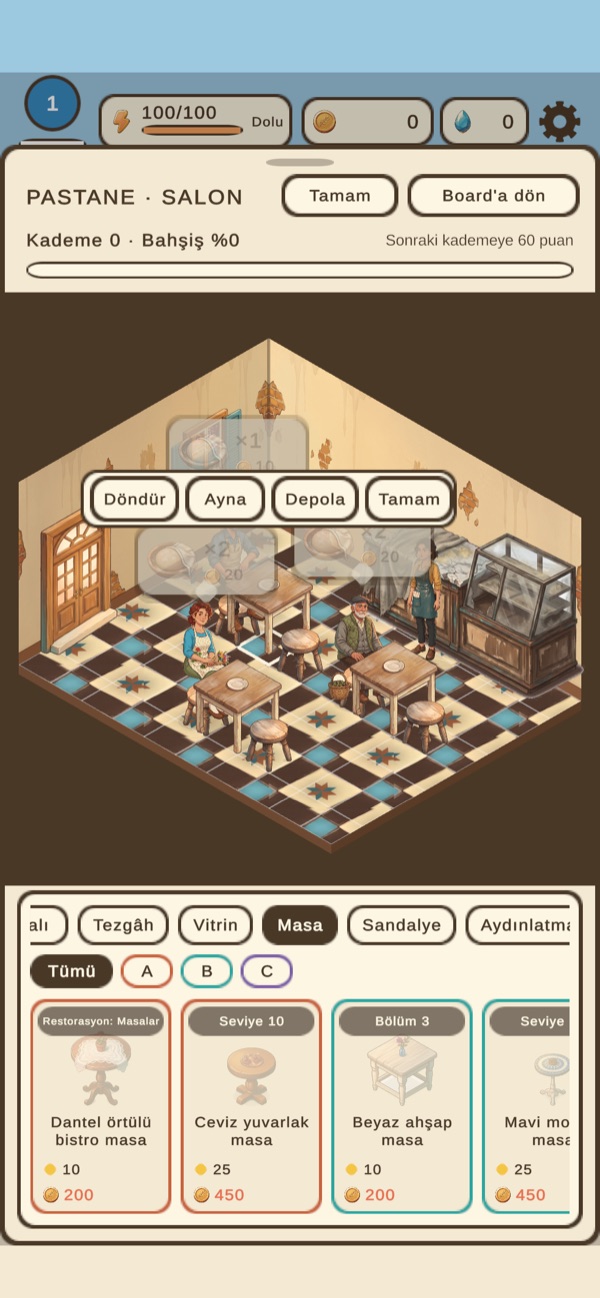 1
100/100
Dolu
0
0
PASTANE · SALON
Tamam
Board'a dön
Kademe 0 · Bahşiş %0
Sonraki kademeye 60 puan
×1
10
Döndür
Ayna
Depola
Tamam
×2
20
×2
20
alı
Tezgâh
Vitrin
Masa
Sandalye
Aydınlatma
Tümü
A
B
C
Restorasyon: Masalar
Seviye 10
Bölüm 3
Seviye
Dantel örtülü
bistro masa
Ceviz yuvarlak
masa
Beyaz ahşap
masa
Mavi mo
masa
10
25
10
25
200
450
200
450